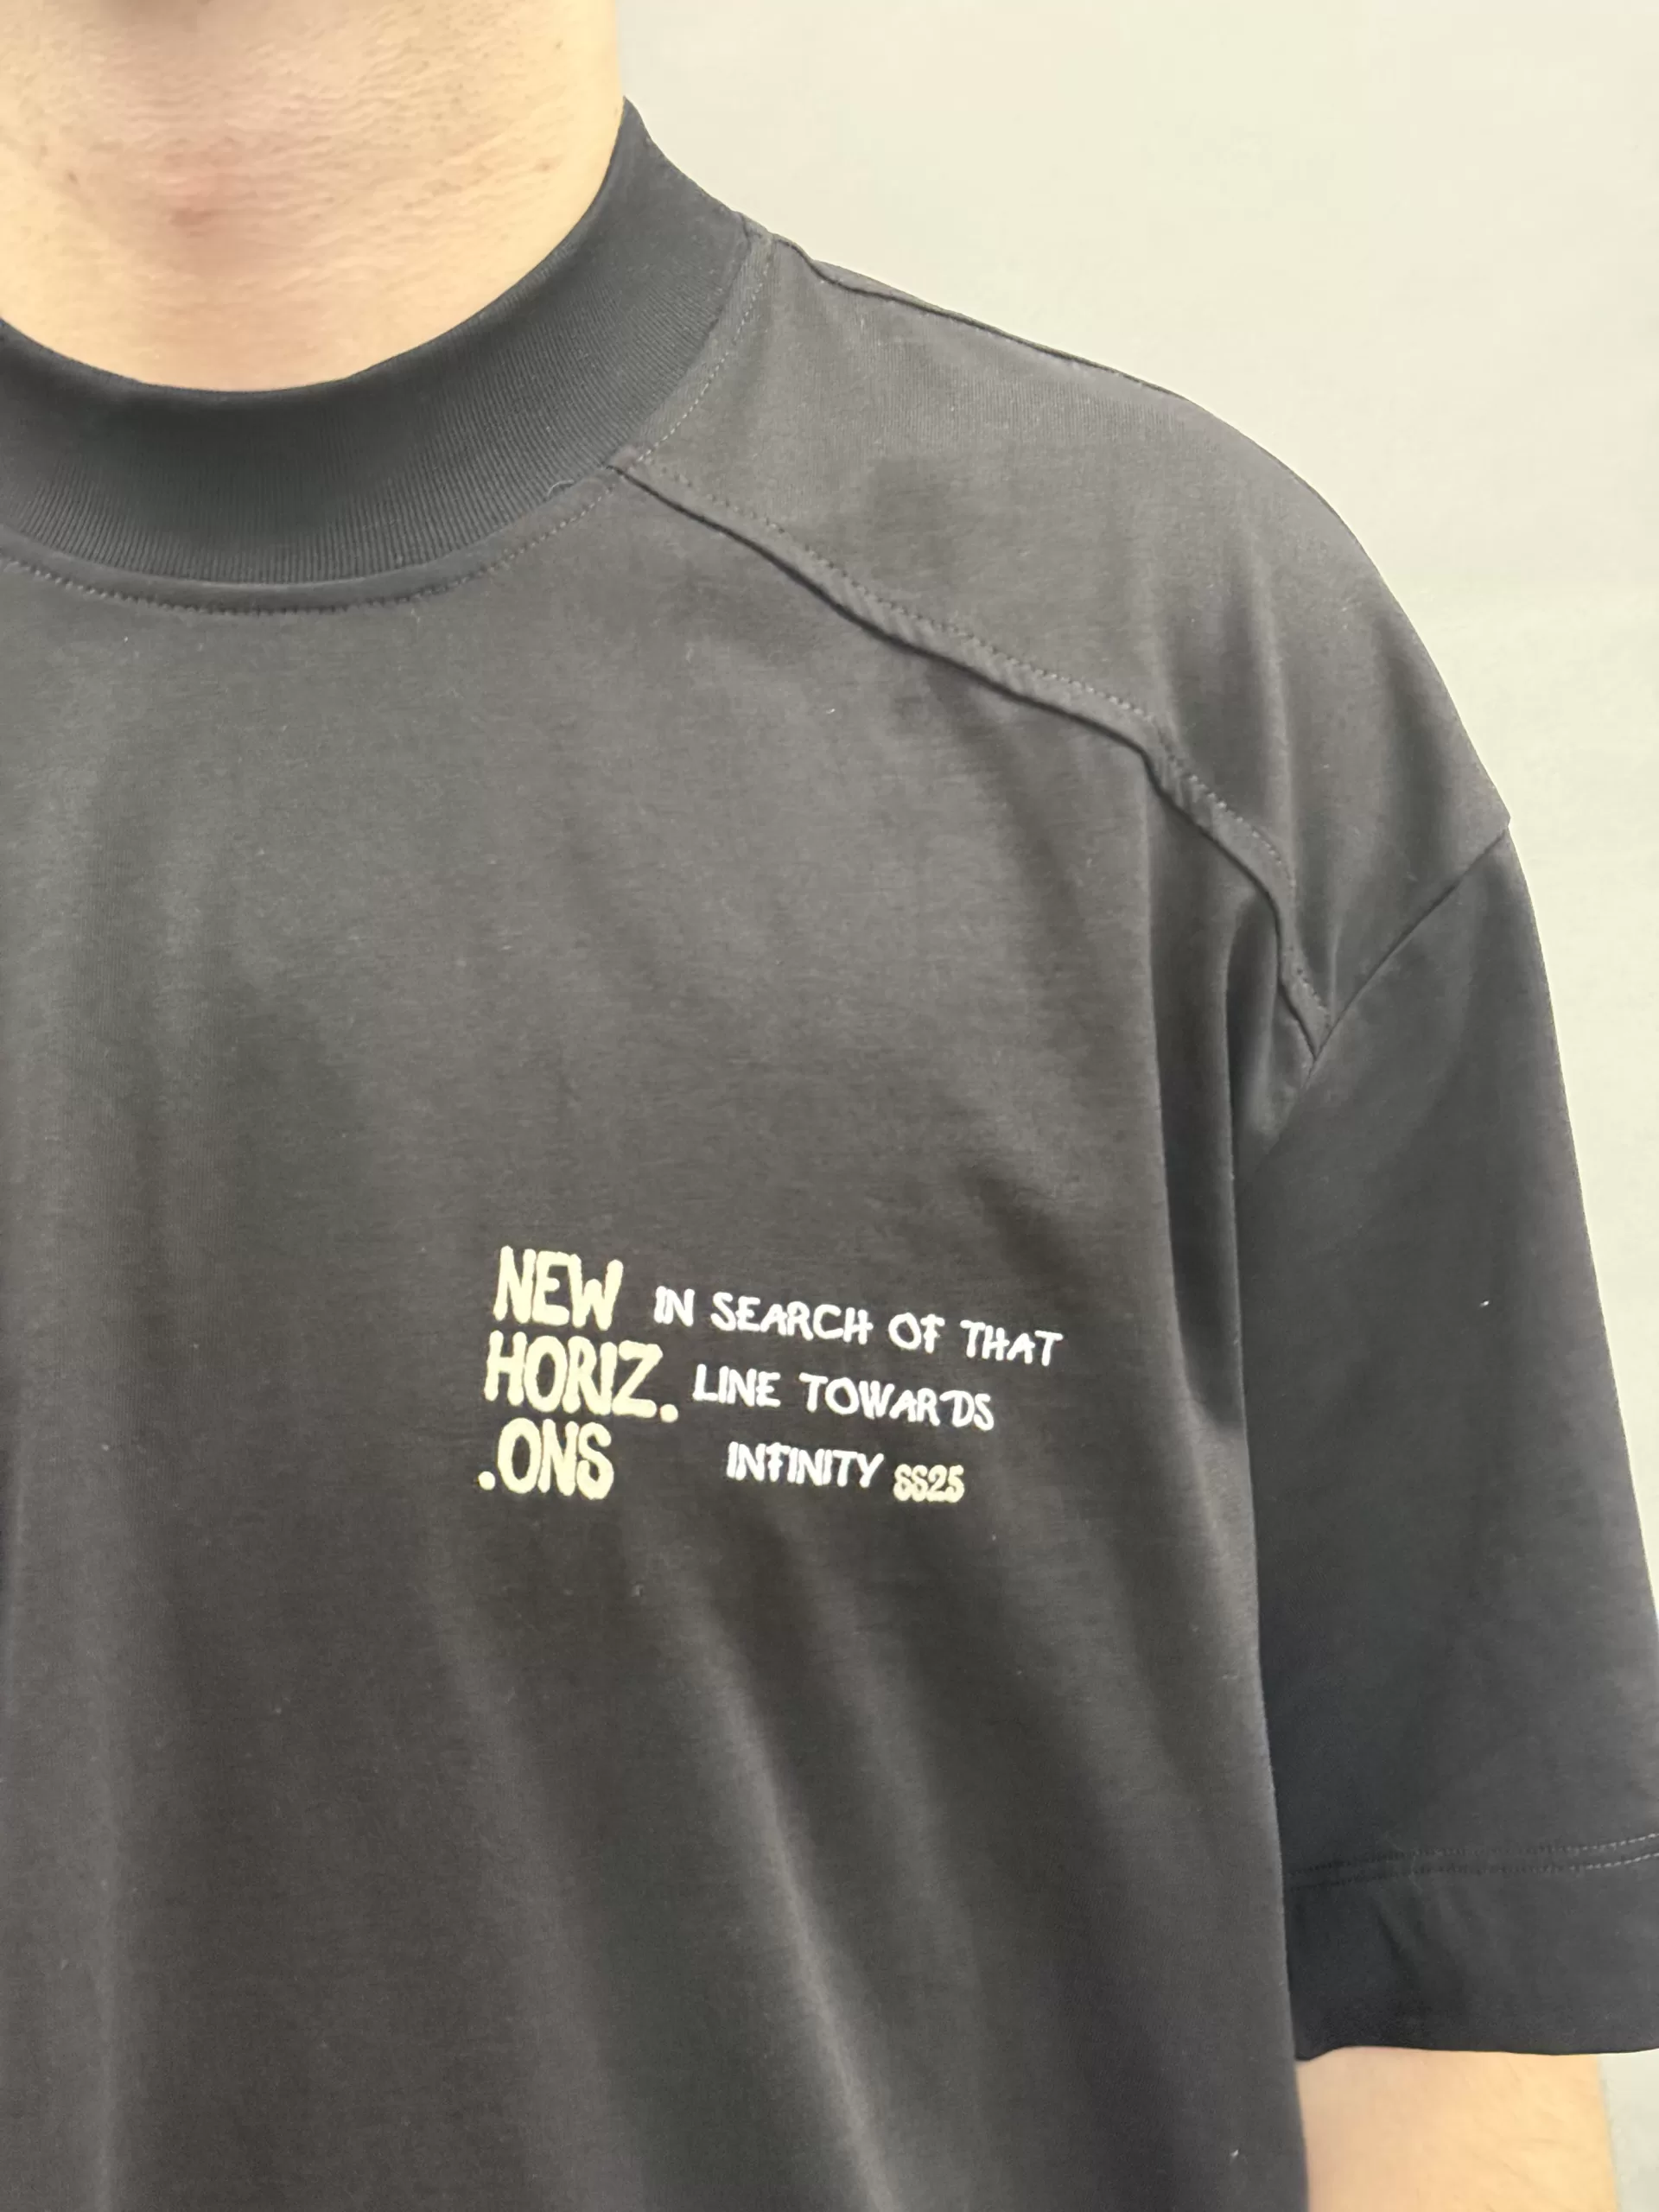 NEW
HORIZ.
.ONS
IN SEARCH OF THAT
LINE TOWARDS
INFINITY SS25